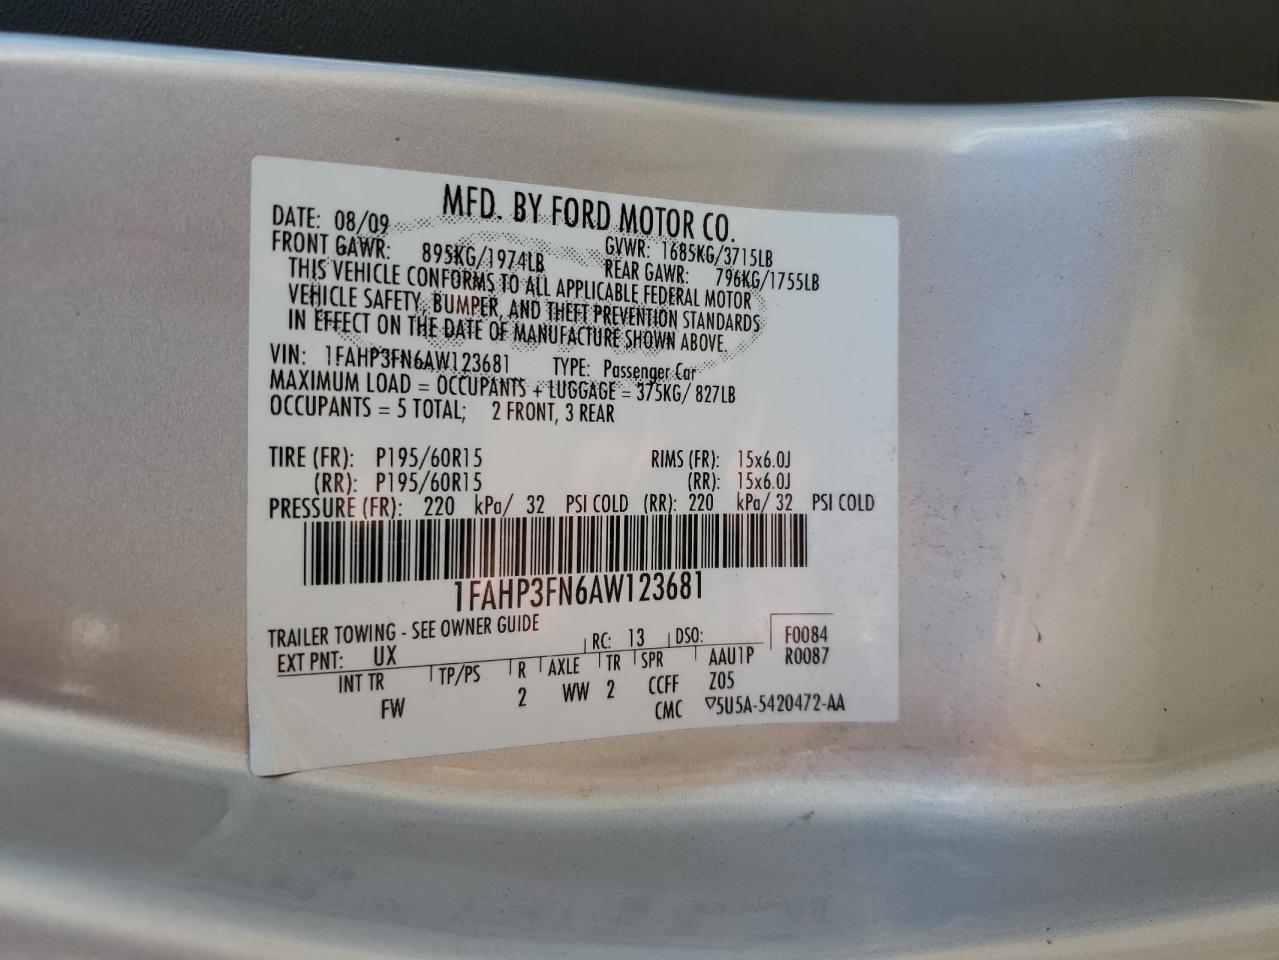 MFD. BY FORD MOTOR CO.
DATE: 08/09 GVWR: 1685KG/3715LB
FRONT GAWR: 895KG/1974LB REAR GAWR: 796KG/1755LB
THIS VEHICLE CONFORMS TO ALL APPLICABLE FEDERAL MOTOR
VEHICLE SAFETY, BUMPER, AND THEFT PREVENTION STANDARDS
IN EFFECT ON THE DATE OF MANUFACTURE SHOWN ABOVE.
VIN: 1FAHP3FN6AW123681 TYPE: Passenger Car
MAXIMUM LOAD = OCCUPANTS + LUGGAGE = 375KG/ 827LB
OCCUPANTS = 5 TOTAL; 2 FRONT, 3 REAR
TIRE (FR): P195/60R15 RIMS (FR): 15x6.0J
(RR): P195/60R15 (RR): 15x6.0J
PRESSURE (FR): 220 kPa/ 32 PSI COLD (RR): 220 kPa/ 32 PSI COLD
1FAHP3FN6AW123681
TRAILER TOWING - SEE OWNER GUIDE
EXT PNT: UX RC: 13 DSO: F0084
INT TR TP/PS R AXLE TR SPR AAU1P R0087
FW 2 WW 2 CCFF Z05
CMC ▽5U5A-5420472-AA